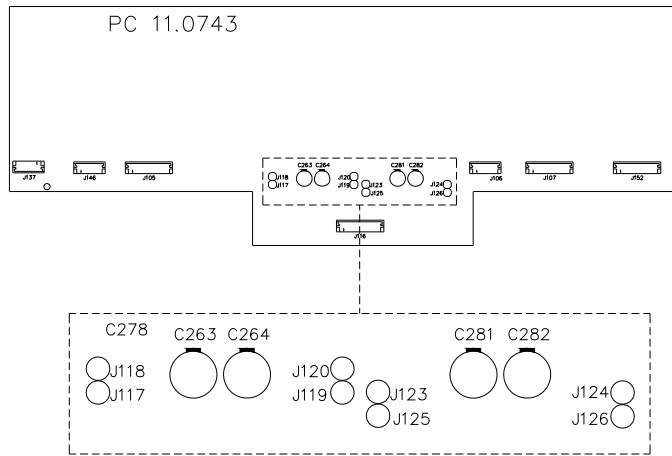 PC 11.0743
C263 C264 C281 C282
J118 J120 J124
J117 J119 J123 J126
J125
J137 J146 J105 J106 J107 J152
J116
C278 C263 C264 C281 C282
J118 J120
J117 J119 J123 J124
J125 J126